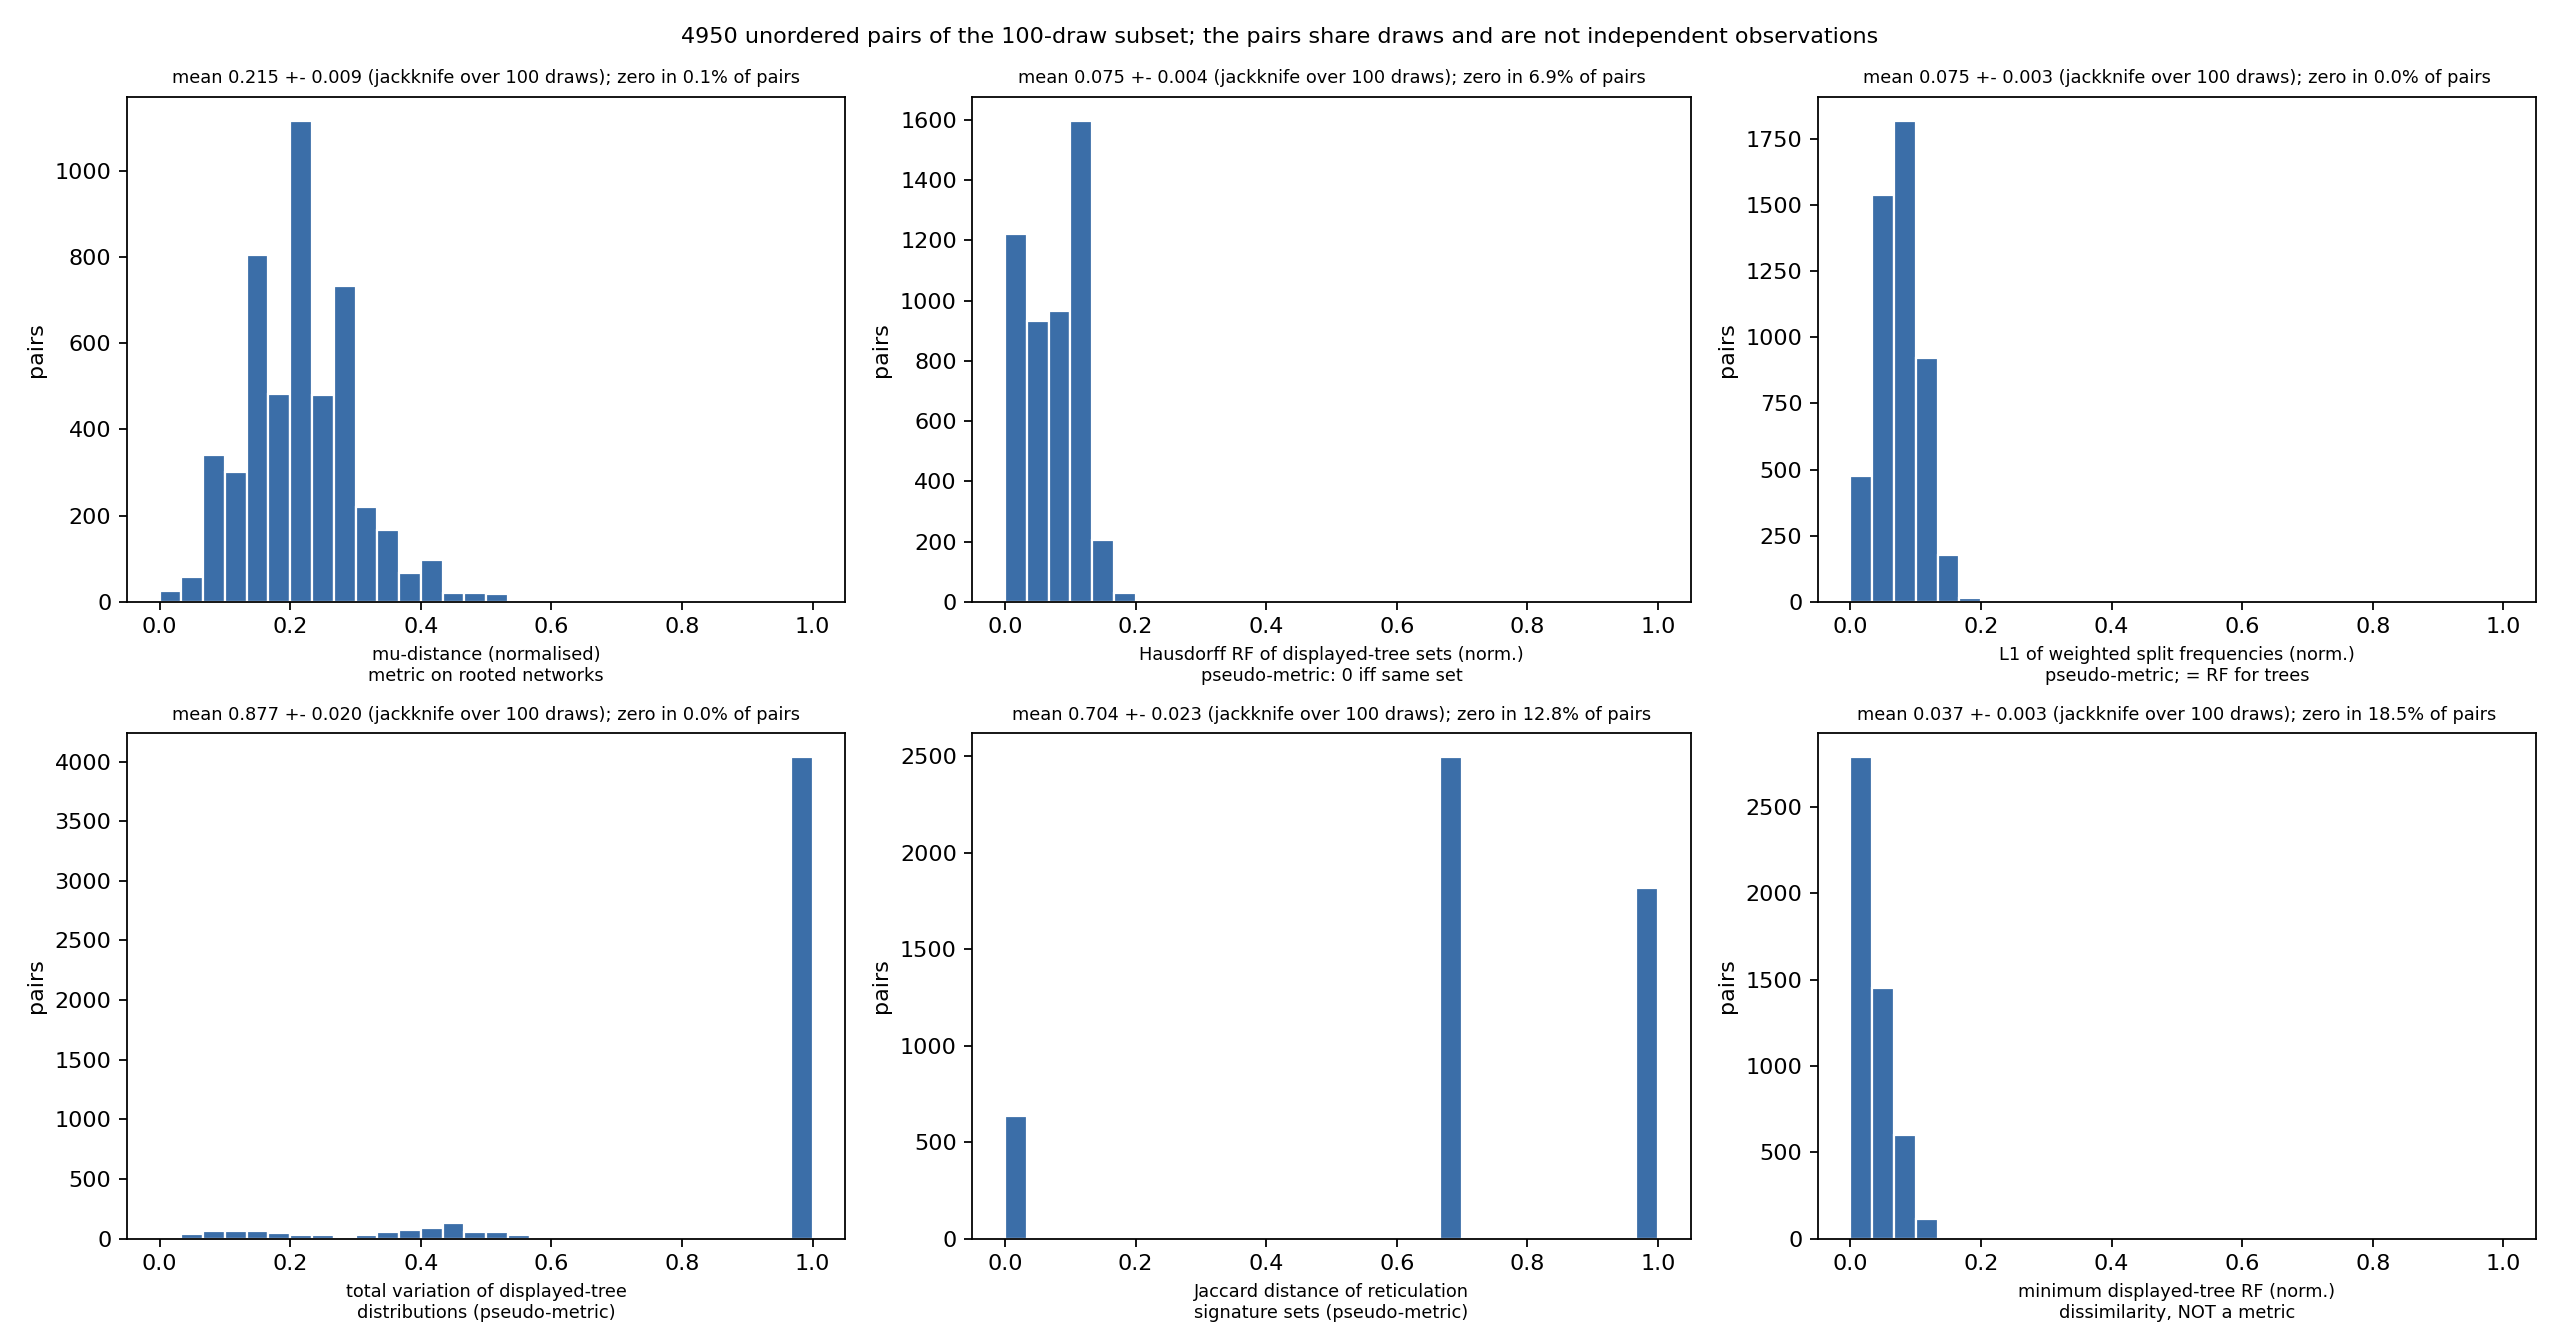 4950 unordered pairs of the 100-draw subset; the pairs share draws and are not independent observations
mean 0.215 +- 0.009 (jackknife over 100 draws); zero in 0.1% of pairs
1000
800
600
400
200
0
pairs
0.0 0.2 0.4 0.6 0.8 1.0
mu-distance (normalised)
metric on rooted networks
mean 0.075 +- 0.004 (jackknife over 100 draws); zero in 6.9% of pairs
1600
1400
1200
1000
800
600
400
200
0
pairs
0.0 0.2 0.4 0.6 0.8 1.0
Hausdorff RF of displayed-tree sets (norm.)
pseudo-metric: 0 iff same set
mean 0.075 +- 0.003 (jackknife over 100 draws); zero in 0.0% of pairs
1750
1500
1250
1000
750
500
250
0
pairs
0.0 0.2 0.4 0.6 0.8 1.0
L1 of weighted split frequencies (norm.)
pseudo-metric; = RF for trees
mean 0.877 +- 0.020 (jackknife over 100 draws); zero in 0.0% of pairs
4000
3500
3000
2500
2000
1500
1000
500
0
pairs
0.0 0.2 0.4 0.6 0.8 1.0
total variation of displayed-tree
distributions (pseudo-metric)
mean 0.704 +- 0.023 (jackknife over 100 draws); zero in 12.8% of pairs
2500
2000
1500
1000
500
0
pairs
0.0 0.2 0.4 0.6 0.8 1.0
Jaccard distance of reticulation
signature sets (pseudo-metric)
mean 0.037 +- 0.003 (jackknife over 100 draws); zero in 18.5% of pairs
2500
2000
1500
1000
500
0
pairs
0.0 0.2 0.4 0.6 0.8 1.0
minimum displayed-tree RF (norm.)
dissimilarity, NOT a metric